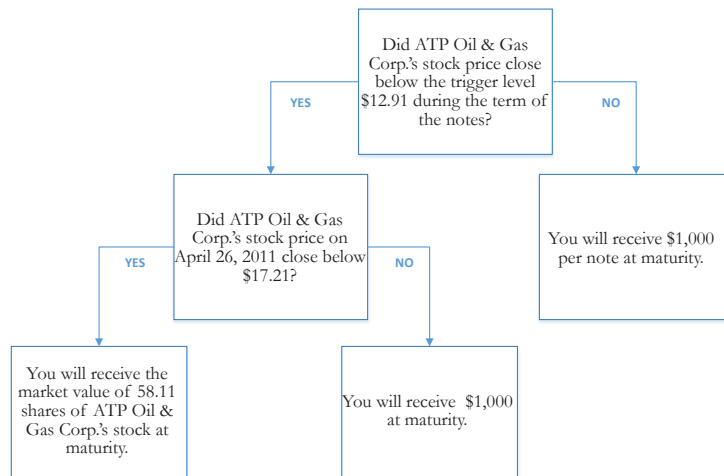 Did ATP Oil & Gas
Corp.'s stock price close
below the trigger level
$12.91 during the term of
the notes?
YES
NO
Did ATP Oil & Gas
Corp.'s stock price on
April 26, 2011 close below
$17.21?
You will receive $1,000
per note at maturity.
YES
NO
You will receive the
market value of 58.11
shares of ATP Oil &
Gas Corp.'s stock at
maturity.
You will receive $1,000
at maturity.